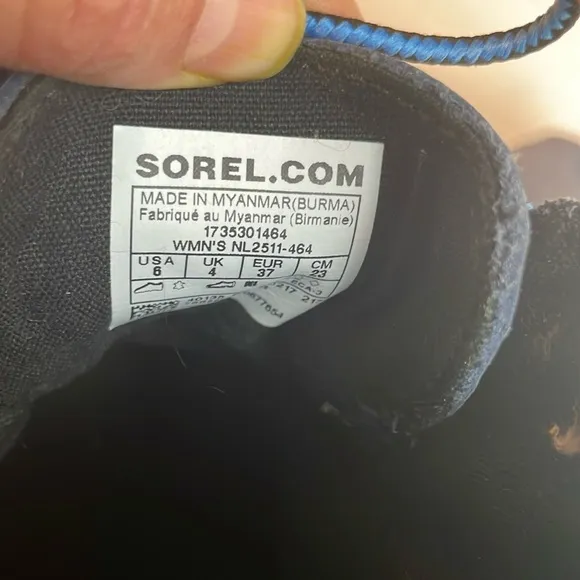 SOREL.COM
MADE IN MYANMAR(BURMA)
Fabriqué au Myanmar (Birmanie)
1735301464
WMN'S NL2511-464
USA UK EUR CM
6 4 37 23